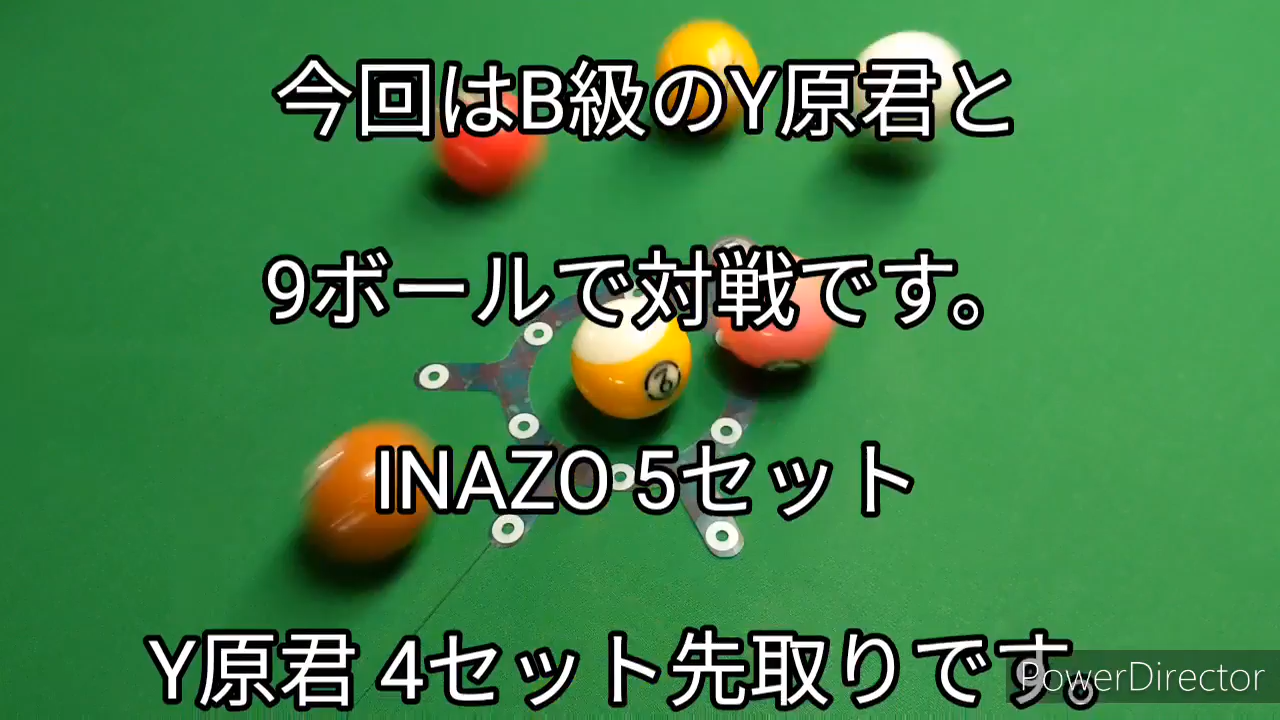 今回はB級のY原君と
9ボールで対戦です。
INAZO 5セット
Y原君 4セット先取りです。
PowerDirector